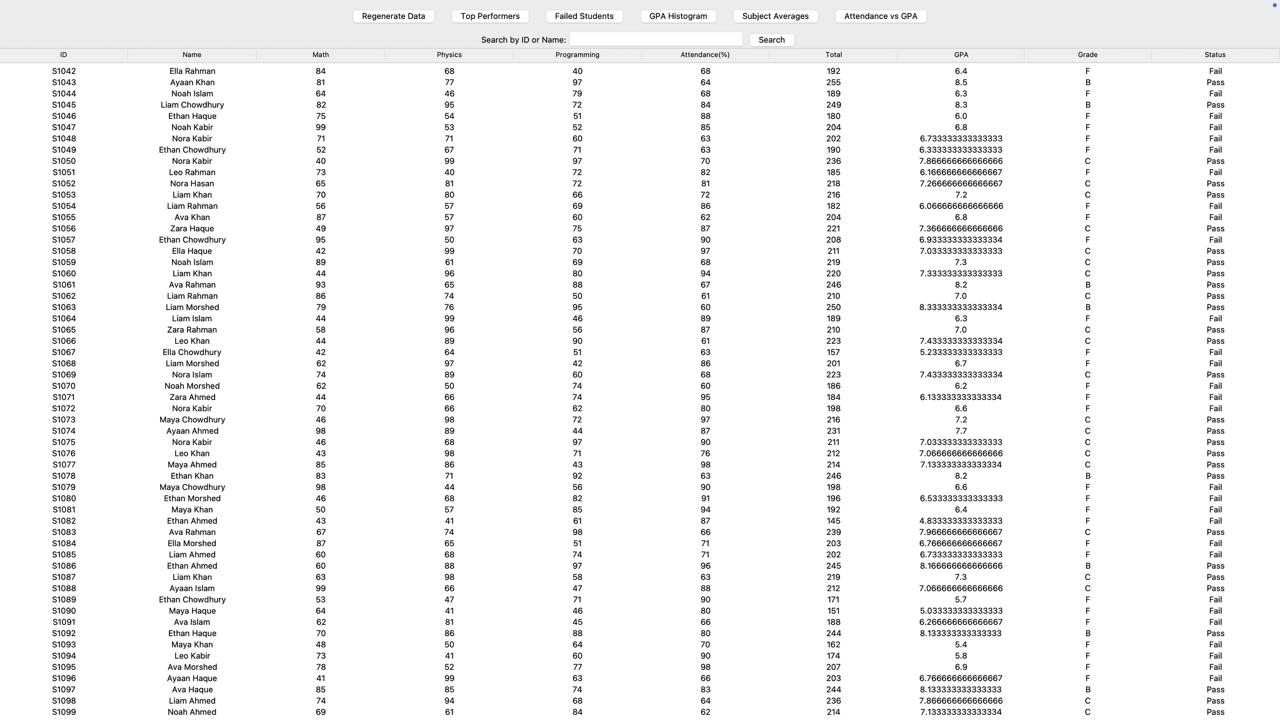 Regenerate Data Top Performers Failed Students GPA Histogram Subject Averages Attendance vs GPA
Search by ID or Name: Search
ID Name Math Physics Programming Attendance(%) Total GPA Grade Status
S1042 Ella Rahman 84 68 40 68 192 6.4 F Fail
S1043 Ayaan Khan 81 77 97 64 255 8.5 B Pass
S1044 Noah Islam 64 46 79 68 189 6.3 F Fail
S1045 Liam Chowdhury 82 95 72 84 249 8.3 B Pass
S1046 Ethan Haque 75 54 51 88 180 6.0 F Fail
S1047 Noah Kabir 99 53 52 85 204 6.8 F Fail
S1048 Nora Kabir 71 71 60 63 202 6.733333333333333 F Fail
S1049 Ethan Chowdhury 52 67 71 63 190 6.333333333333333 F Fail
S1050 Nora Kabir 40 99 97 70 236 7.866666666666666 C Pass
S1051 Leo Rahman 73 40 72 82 185 6.166666666666667 F Fail
S1052 Nora Hasan 65 81 72 81 218 7.266666666666667 C Pass
S1053 Liam Khan 70 80 66 72 216 7.2 C Pass
S1054 Liam Rahman 56 57 69 86 182 6.066666666666666 F Fail
S1055 Ava Khan 87 57 60 62 204 6.8 F Fail
S1056 Zara Haque 49 97 75 87 221 7.366666666666666 C Pass
S1057 Ethan Chowdhury 95 50 63 90 208 6.933333333333334 F Fail
S1058 Ella Haque 42 99 70 97 211 7.033333333333333 C Pass
S1059 Noah Islam 89 61 69 68 219 7.3 C Pass
S1060 Liam Khan 44 96 80 94 220 7.333333333333333 C Pass
S1061 Ava Rahman 93 65 88 67 246 8.2 B Pass
S1062 Liam Rahman 86 74 50 61 210 7.0 C Pass
S1063 Liam Morshed 79 76 95 60 250 8.333333333333334 B Pass
S1064 Liam Islam 44 99 46 89 189 6.3 F Fail
S1065 Zara Rahman 58 96 56 87 210 7.0 C Pass
S1066 Leo Khan 44 89 90 61 223 7.433333333333334 C Pass
S1067 Ella Chowdhury 42 64 51 63 157 5.233333333333333 F Fail
S1068 Liam Morshed 62 97 42 86 201 6.7 F Fail
S1069 Nora Islam 74 89 60 68 223 7.433333333333334 C Pass
S1070 Noah Morshed 62 50 74 60 186 6.2 F Fail
S1071 Zara Ahmed 44 66 74 95 184 6.133333333333334 F Fail
S1072 Nora Kabir 70 66 62 80 198 6.6 F Fail
S1073 Maya Chowdhury 46 98 72 97 216 7.2 C Pass
S1074 Ayaan Ahmed 98 89 44 87 231 7.7 C Pass
S1075 Nora Kabir 46 68 97 90 211 7.033333333333333 C Pass
S1076 Leo Khan 43 98 71 76 212 7.066666666666666 C Pass
S1077 Maya Ahmed 85 86 43 98 214 7.133333333333334 C Pass
S1078 Ethan Khan 83 71 92 63 246 8.2 B Pass
S1079 Maya Chowdhury 98 44 56 90 198 6.6 F Fail
S1080 Ethan Morshed 46 68 82 91 196 6.533333333333333 F Fail
S1081 Maya Khan 50 57 85 94 192 6.4 F Fail
S1082 Ethan Ahmed 43 41 61 87 145 4.833333333333333 F Fail
S1083 Ava Rahman 67 74 98 66 239 7.966666666666667 C Pass
S1084 Ella Morshed 87 65 51 71 203 6.766666666666667 F Fail
S1085 Liam Ahmed 60 68 74 71 202 6.733333333333333 F Fail
S1086 Ethan Ahmed 60 88 97 96 245 8.166666666666666 B Pass
S1087 Liam Khan 63 98 58 63 219 7.3 C Pass
S1088 Ayaan Islam 99 66 47 88 212 7.066666666666666 C Pass
S1089 Ethan Chowdhury 53 47 71 90 171 5.7 F Fail
S1090 Maya Haque 64 41 46 80 151 5.033333333333333 F Fail
S1091 Ava Islam 62 81 45 66 188 6.266666666666667 F Fail
S1092 Ethan Haque 70 86 88 80 244 8.133333333333333 B Pass
S1093 Maya Khan 48 50 64 70 162 5.4 F Fail
S1094 Leo Kabir 73 41 60 90 174 5.8 F Fail
S1095 Ava Morshed 78 52 77 98 207 6.9 F Fail
S1096 Ayaan Haque 41 99 63 66 203 6.766666666666667 F Fail
S1097 Ava Haque 85 85 74 83 244 8.133333333333333 B Pass
S1098 Liam Ahmed 74 94 68 64 236 7.866666666666666 C Pass
S1099 Noah Ahmed 69 61 84 62 214 7.133333333333334 C Pass